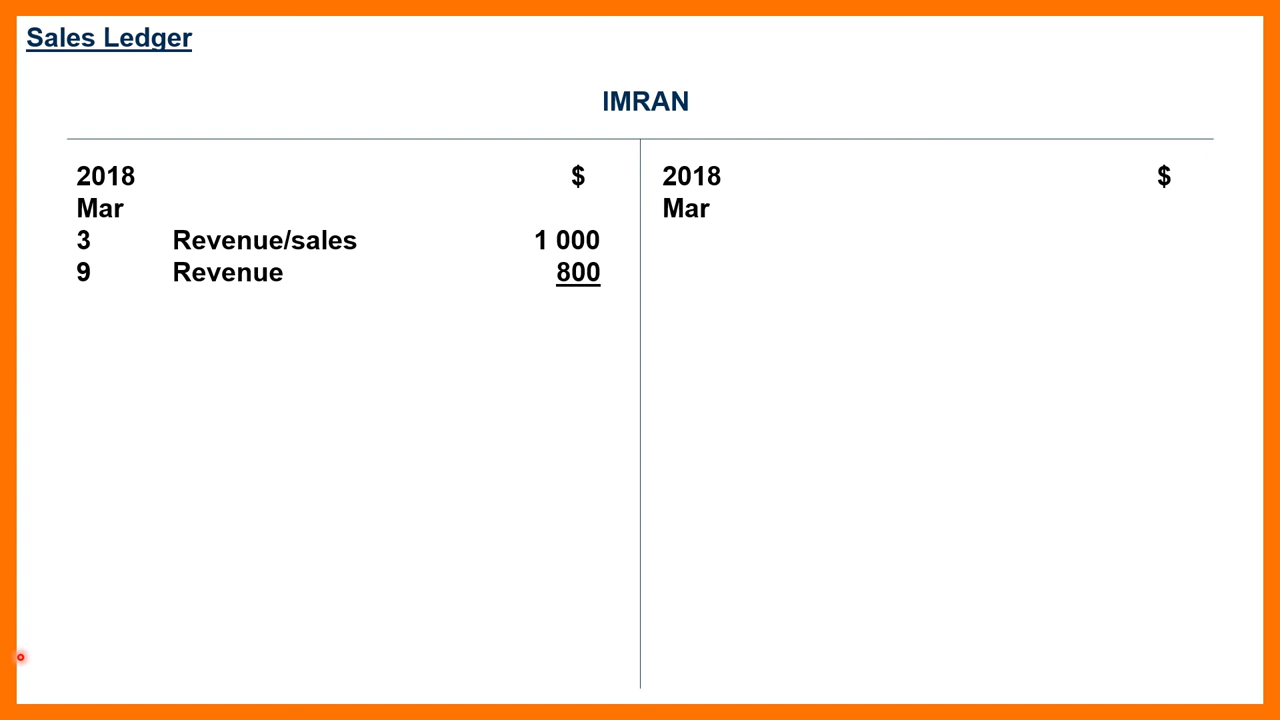 Sales Ledger
IMRAN
2018 $ 2018 $
Mar Mar
3 Revenue/sales 1 000
9 Revenue 800